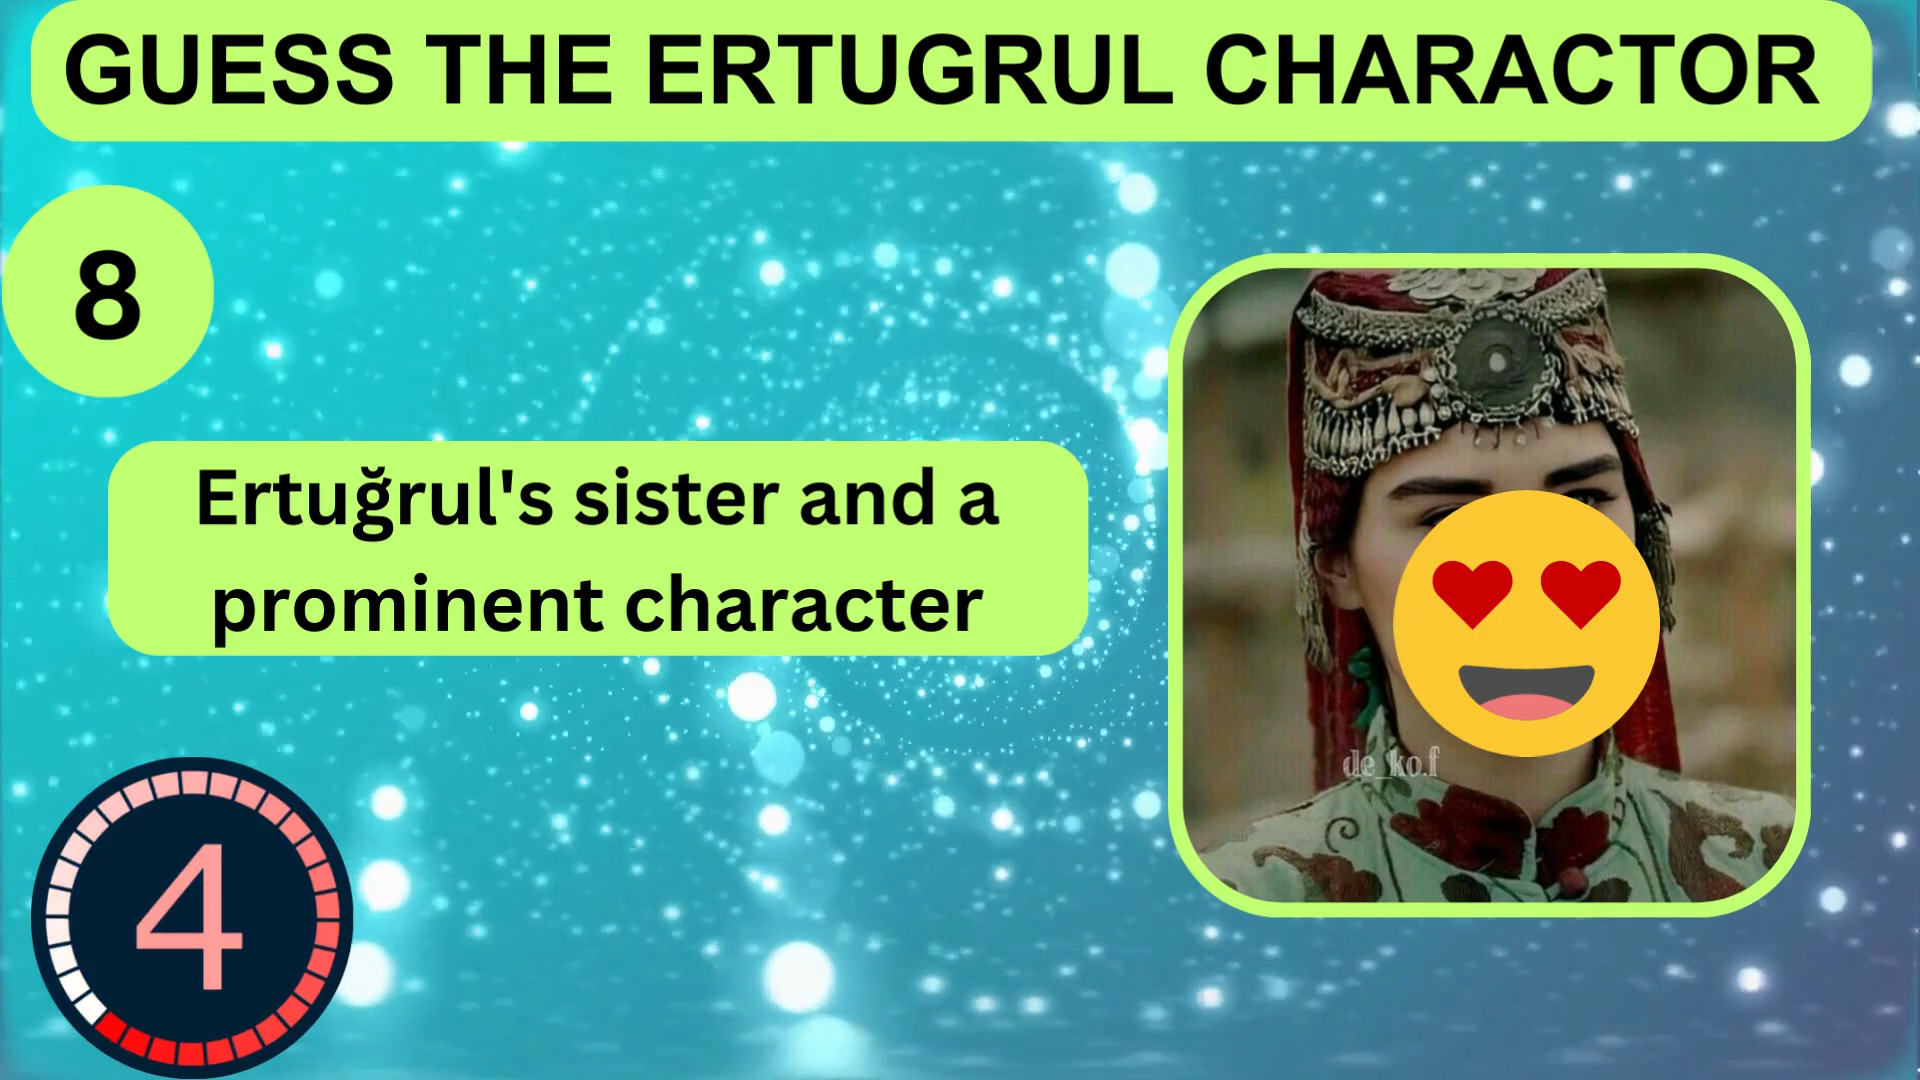 GUESS THE ERTUGRUL CHARACTOR
8
Ertuğrul's sister and a
prominent character
de_ko.f
4